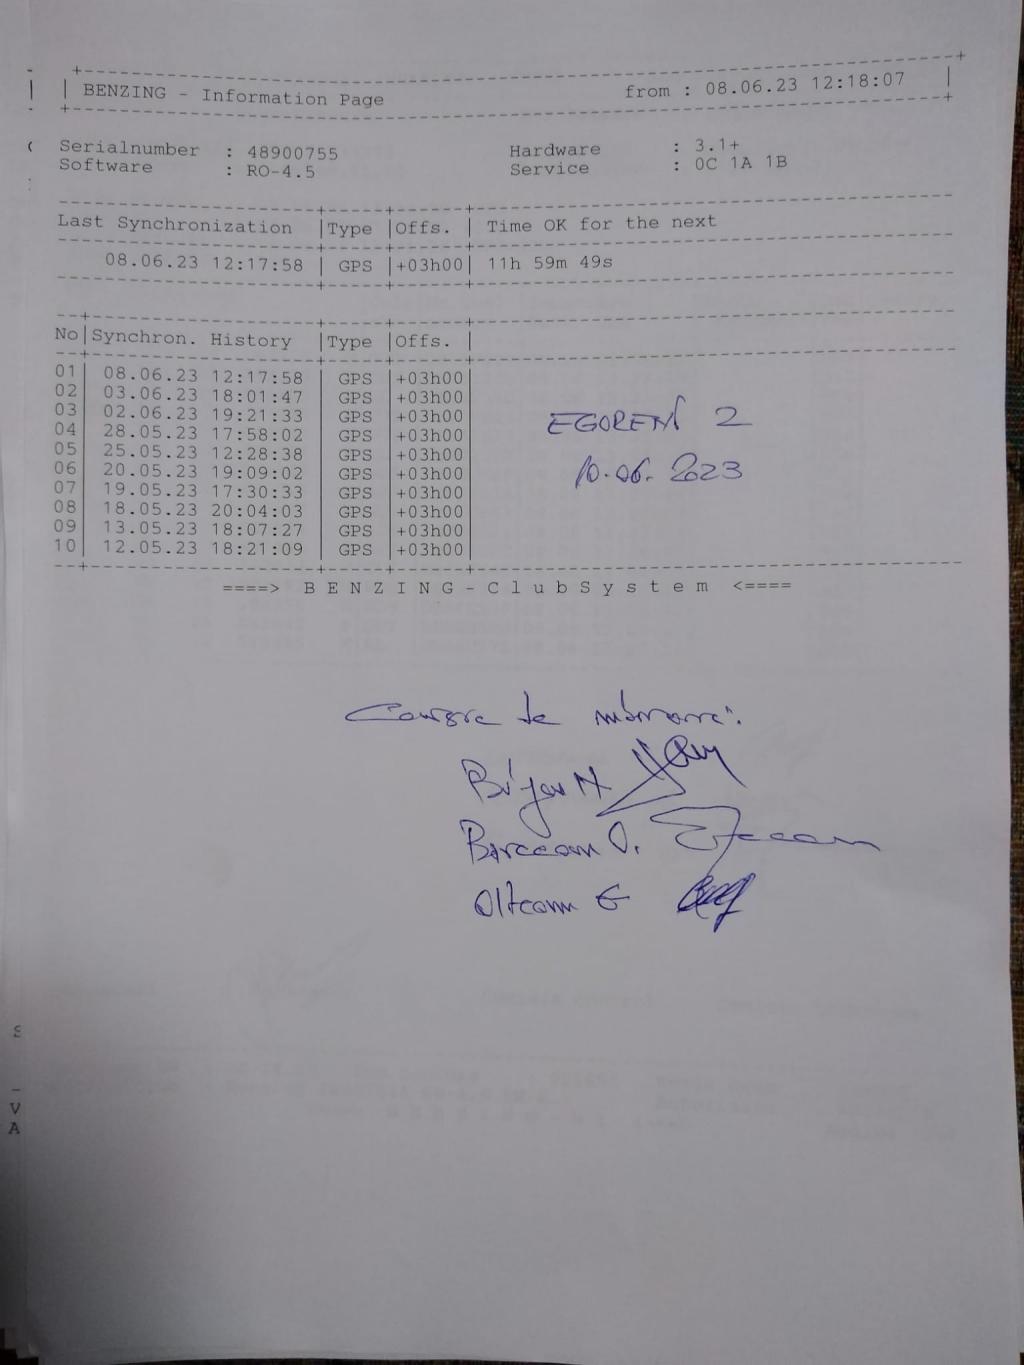 BENZING - Information Page from : 08.06.23 12:18:07
Serialnumber : 48900755 Hardware : 3.1+
Software : RO-4.5 Service : 0C 1A 1B
Last Synchronization |Type |Offs. | Time OK for the next
08.06.23 12:17:58 | GPS |+03h00| 11h 59m 49s
No|Synchron. History |Type |Offs. |
01| 08.06.23 12:17:58 | GPS |+03h00|
02| 03.06.23 18:01:47 | GPS |+03h00|
03| 02.06.23 19:21:33 | GPS |+03h00|
04| 28.05.23 17:58:02 | GPS |+03h00|
05| 25.05.23 12:28:38 | GPS |+03h00|
06| 20.05.23 19:09:02 | GPS |+03h00|
07| 19.05.23 17:30:33 | GPS |+03h00|
08| 18.05.23 20:04:03 | GPS |+03h00|
09| 13.05.23 18:07:27 | GPS |+03h00|
10| 12.05.23 18:21:09 | GPS |+03h00|
EGORENI 2
10.06.2023
====> B E N Z I N G - C l u b S y s t e m <====